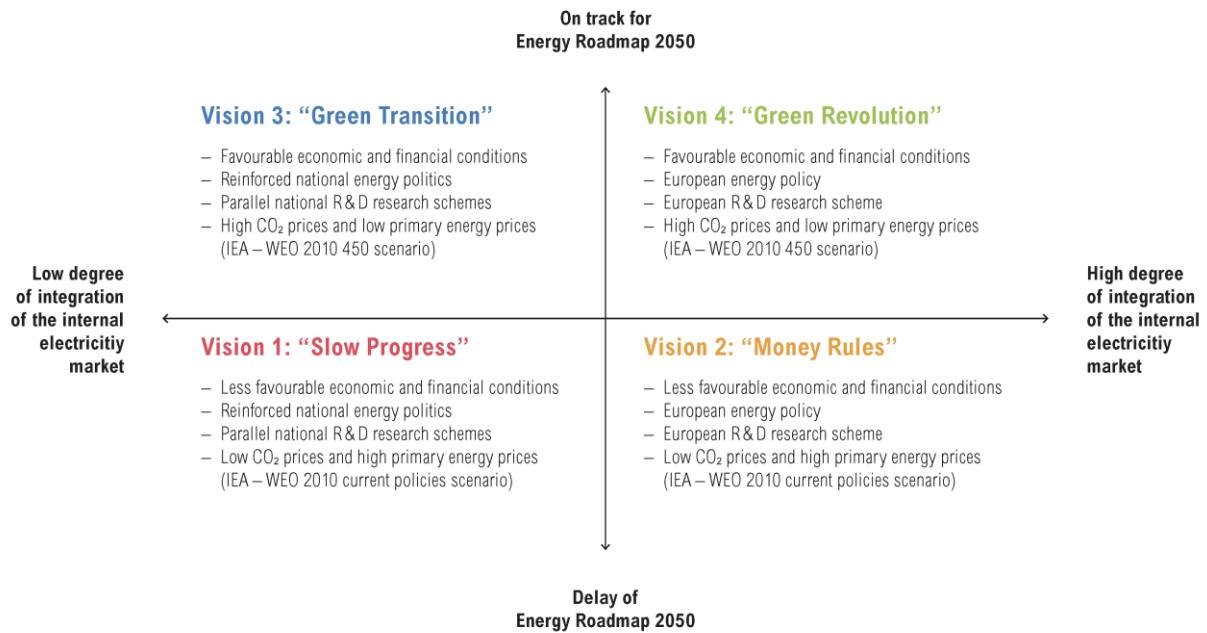 On track for
Energy Roadmap 2050
Vision 3: “Green Transition”
– Favourable economic and financial conditions
– Reinforced national energy politics
– Parallel national R & D research schemes
– High CO₂ prices and low primary energy prices
(IEA – WEO 2010 450 scenario)
Vision 4: “Green Revolution”
– Favourable economic and financial conditions
– European energy policy
– European R & D research scheme
– High CO₂ prices and low primary energy prices
(IEA – WEO 2010 450 scenario)
Low degree
of integration
of the internal
electricitiy
market
High degree
of integration
of the internal
electricitiy
market
Vision 1: “Slow Progress”
– Less favourable economic and financial conditions
– Reinforced national energy politics
– Parallel national R & D research schemes
– Low CO₂ prices and high primary energy prices
(IEA – WEO 2010 current policies scenario)
Vision 2: “Money Rules”
– Less favourable economic and financial conditions
– European energy policy
– European R & D research scheme
– Low CO₂ prices and high primary energy prices
(IEA – WEO 2010 current policies scenario)
Delay of
Energy Roadmap 2050